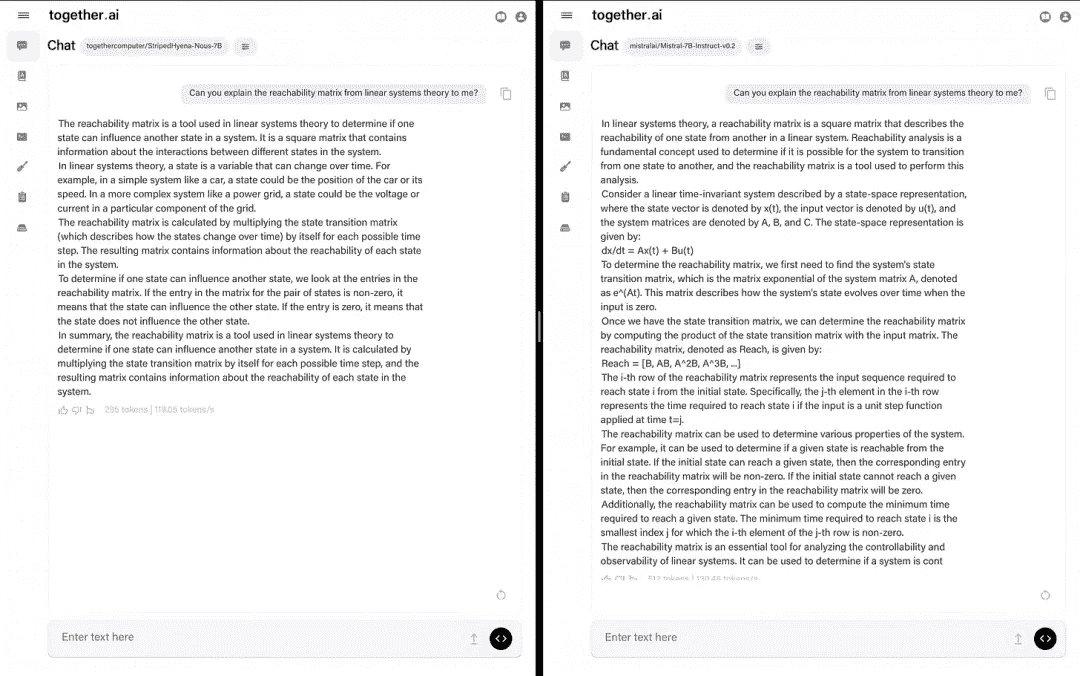 together.ai
Chat
togethercomputer/StripedHyena-Nous-7B
Can you explain the reachability matrix from linear systems theory to me?
The reachability matrix is a tool used in linear systems theory to determine if one
state can influence another state in a system. It is a square matrix that contains
information about the interactions between different states in the system.
In linear systems theory, a state is a variable that can change over time. For
example, in a simple system like a car, a state could be the position of the car or its
speed. In a more complex system like a power grid, a state could be the voltage or
current in a particular component of the grid.
The reachability matrix is calculated by multiplying the state transition matrix
(which describes how the states change over time) by itself for each possible time
step. The resulting matrix contains information about the reachability of each state
in the system.
To determine if one state can influence another state, we look at the entries in the
reachability matrix. If the entry in the matrix for the pair of states is non-zero, it
means that the state can influence the other state. If the entry is zero, it means that
the state does not influence the other state.
In summary, the reachability matrix is a tool used in linear systems theory to
determine if one state can influence another state in a system. It is calculated by
multiplying the state transition matrix by itself for each possible time step, and the
resulting matrix contains information about the reachability of each state in the
system.
295 tokens | 119.05 tokens/s
Enter text here
together.ai
Chat
mistralai/Mistral-7B-Instruct-v0.2
Can you explain the reachability matrix from linear systems theory to me?
In linear systems theory, a reachability matrix is a square matrix that describes the
reachability of one state from another in a linear system. Reachability analysis is a
fundamental concept used to determine if it is possible for the system to transition
from one state to another, and the reachability matrix is a tool used to perform this
analysis.
Consider a linear time-invariant system described by a state-space representation,
where the state vector is denoted by x(t), the input vector is denoted by u(t), and
the system matrices are denoted by A, B, and C. The state-space representation is
given by:
dx/dt = Ax(t) + Bu(t)
To determine the reachability matrix, we first need to find the system's state
transition matrix, which is the matrix exponential of the system matrix A, denoted
as e^(At). This matrix describes how the system's state evolves over time when the
input is zero.
Once we have the state transition matrix, we can determine the reachability matrix
by computing the product of the state transition matrix with the input matrix. The
reachability matrix, denoted as Reach, is given by:
Reach = [B, AB, A^2B, A^3B, ...]
The i-th row of the reachability matrix represents the input sequence required to
reach state i from the initial state. Specifically, the j-th element in the i-th row
represents the time required to reach state i if the input is a unit step function
applied at time t=j.
The reachability matrix can be used to determine various properties of the system.
For example, it can be used to determine if a given state is reachable from the
initial state. If the initial state can reach a given state, then the corresponding entry
in the reachability matrix will be non-zero. If the initial state cannot reach a given
state, then the corresponding entry in the reachability matrix will be zero.
Additionally, the reachability matrix can be used to compute the minimum time
required to reach a given state. The minimum time required to reach state i is the
smallest index j for which the i-th element of the j-th row is non-zero.
The reachability matrix is an essential tool for analyzing the controllability and
observability of linear systems. It can be used to determine if a system is cont
512 tokens | 130.48 tokens/s
Enter text here